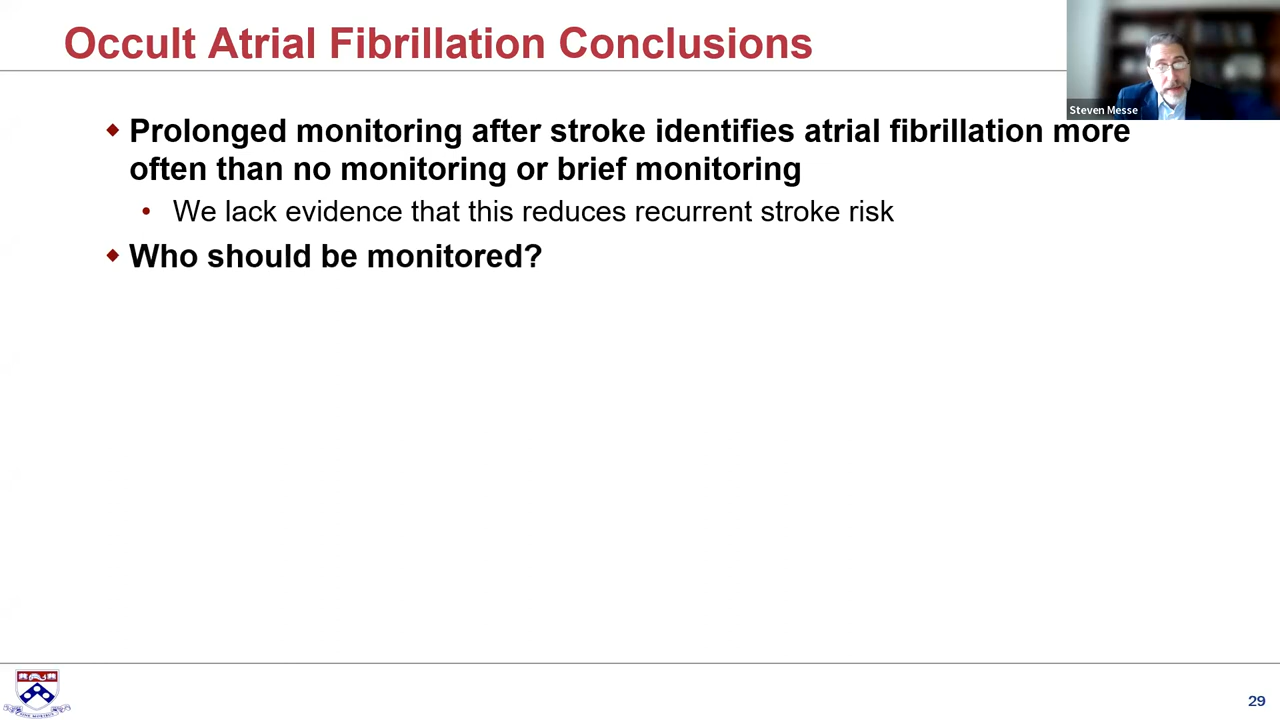 Occult Atrial Fibrillation Conclusions
Steven Messe
Prolonged monitoring after stroke identifies atrial fibrillation more
often than no monitoring or brief monitoring
• We lack evidence that this reduces recurrent stroke risk
Who should be monitored?
29